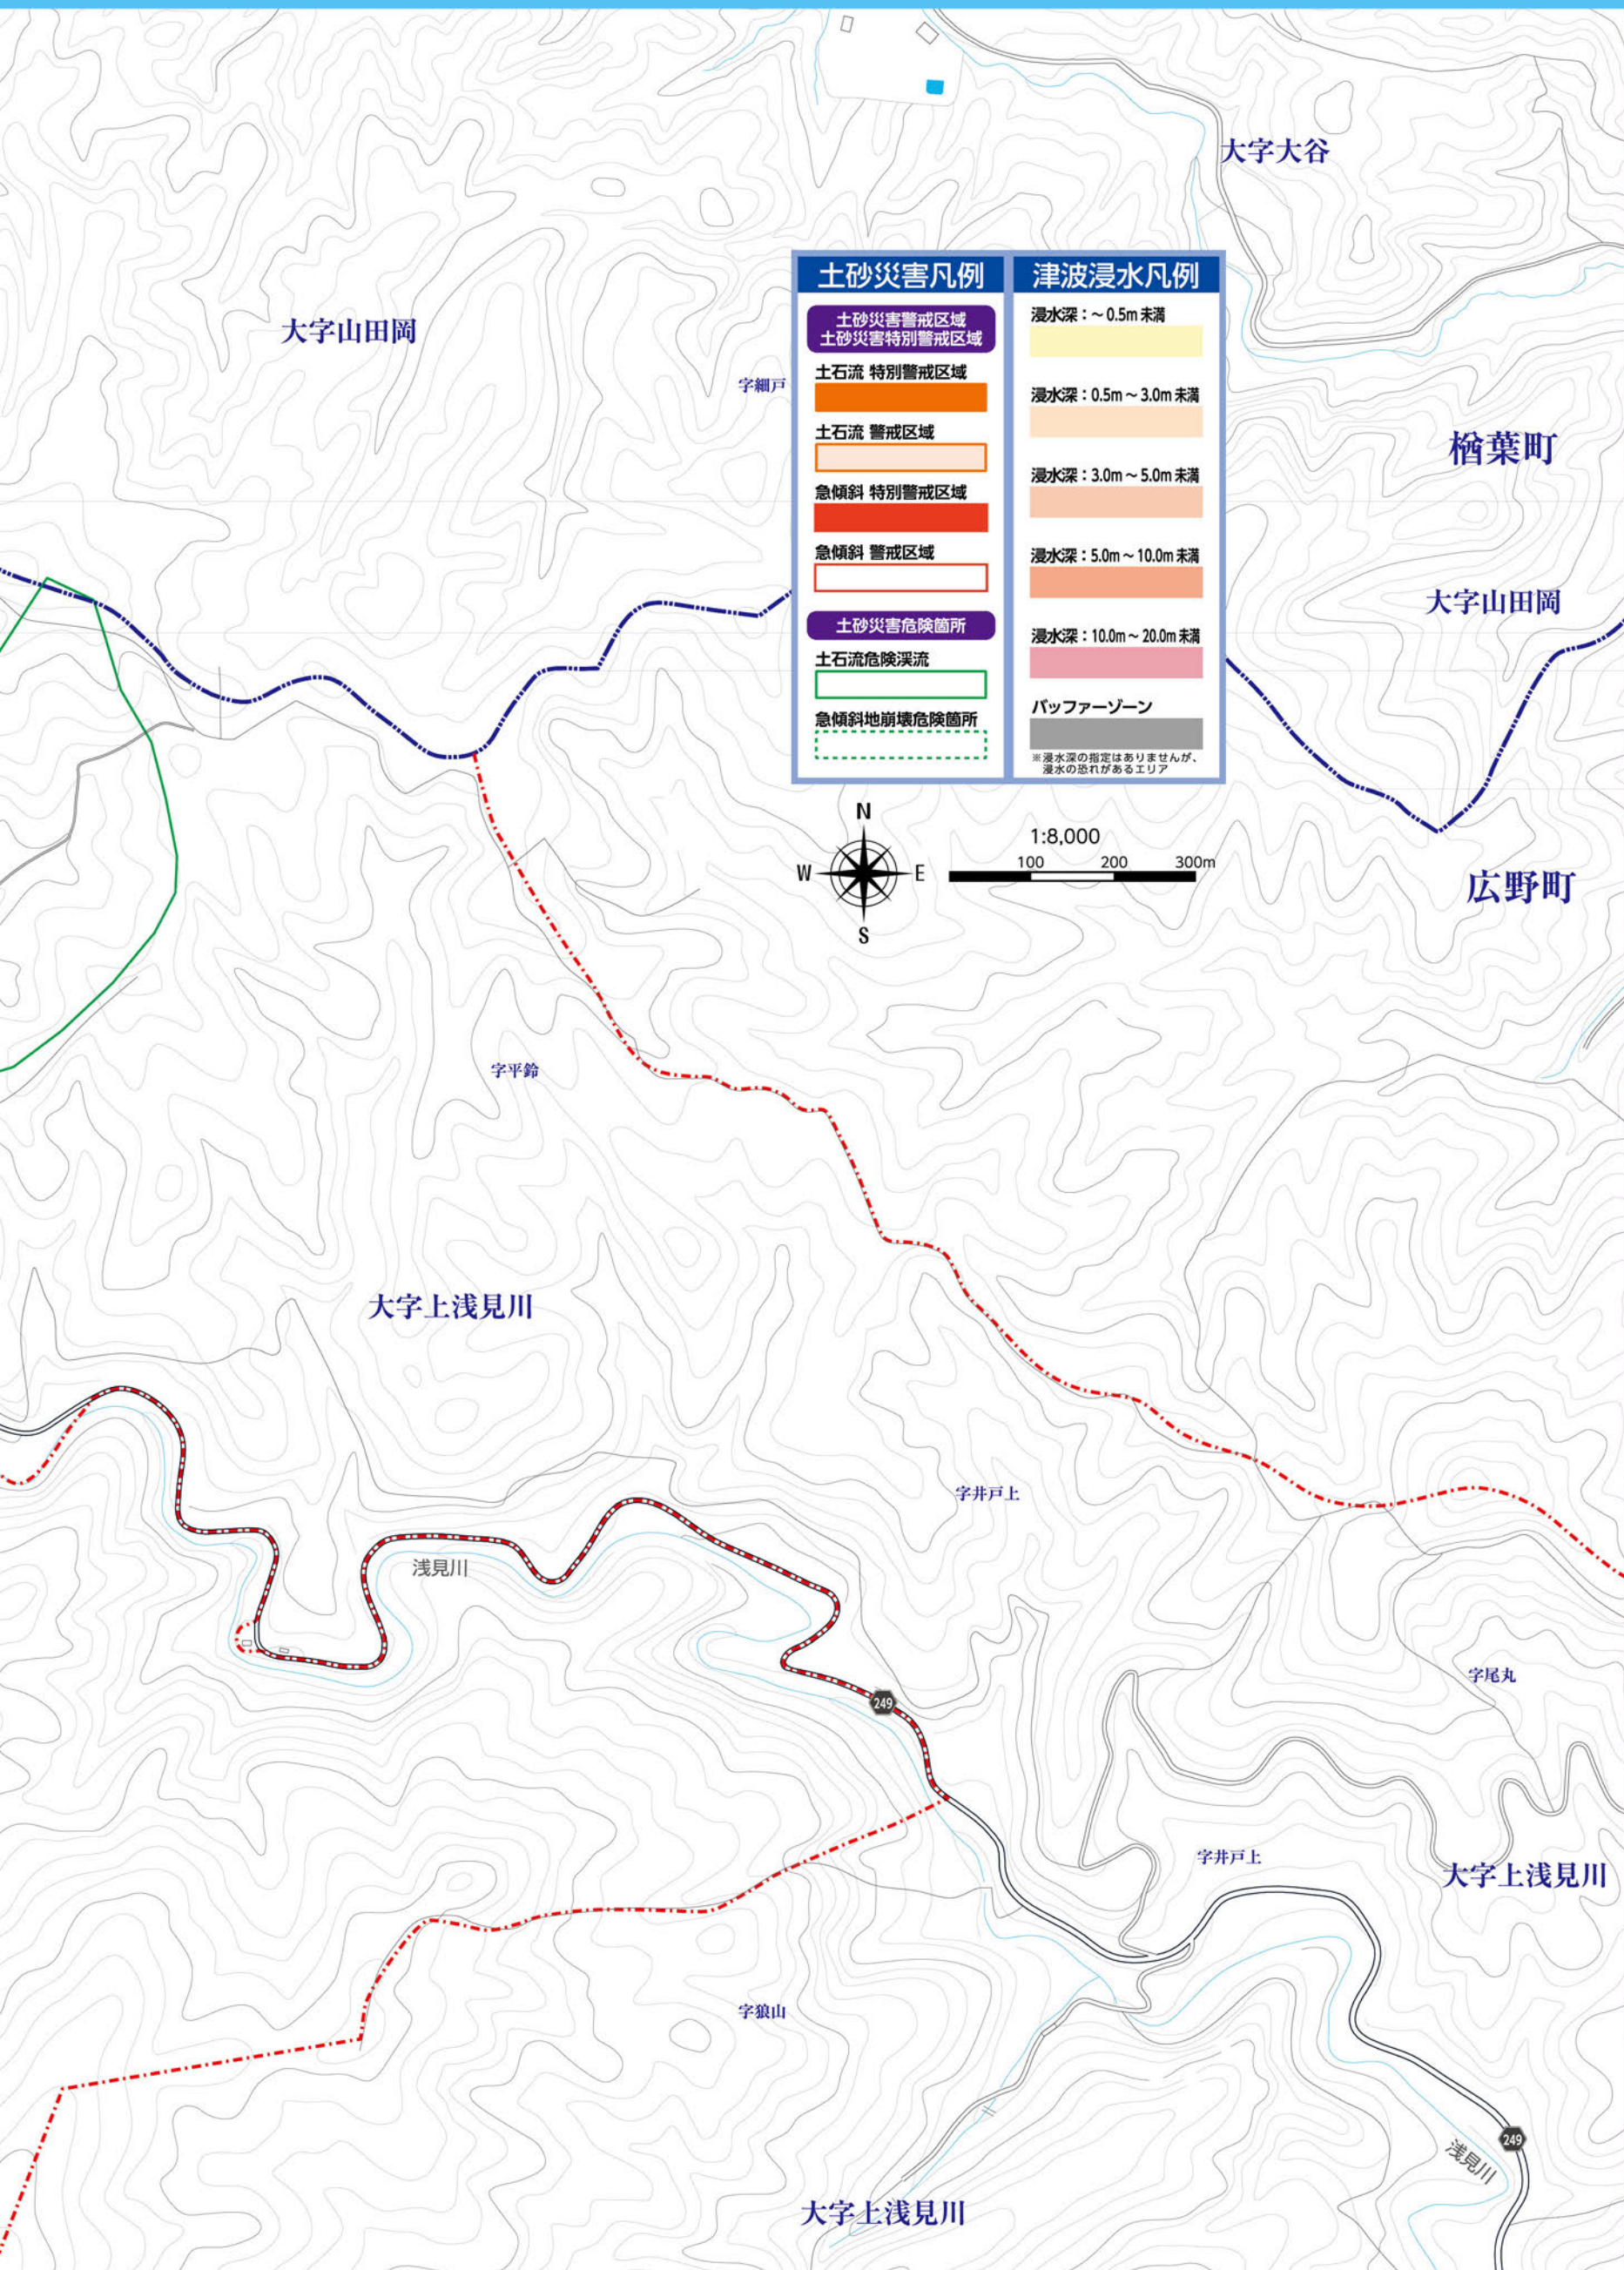 大字大谷
大字山田岡
字細戸
土砂災害凡例
土砂災害警戒区域
土砂災害特別警戒区域
土石流 特別警戒区域
土石流 警戒区域
急傾斜 特別警戒区域
急傾斜 警戒区域
土砂災害危険箇所
土石流危険渓流
急傾斜地崩壊危険箇所
津波浸水凡例
浸水深：～0.5m 未満
浸水深：0.5m～3.0m 未満
浸水深：3.0m～5.0m 未満
浸水深：5.0m～10.0m 未満
浸水深：10.0m～20.0m 未満
バッファーゾーン
※浸水深の指定はありませんが、
浸水の恐れがあるエリア
楢葉町
大字山田岡
広野町
N
W
E
S
1:8,000
100 200 300m
字平鈴
大字上浅見川
字井戸上
浅見川
字尾丸
249
字井戸上
大字上浅見川
字狼山
249
浅見川
大字上浅見川